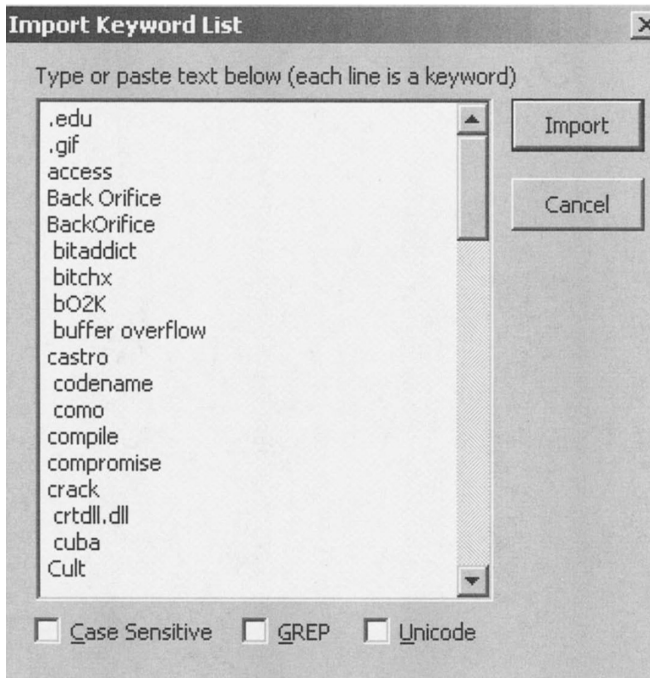 Import Keyword List
Type or paste text below (each line is a keyword)
.edu
.gif
access
Back Orifice
BackOrifice
bitaddict
bitchx
bO2K
buffer overflow
castro
codename
como
compile
compromise
crack
crtdll.dll
cuba
Cult
Import
Cancel
Case Sensitive
GREP
Unicode